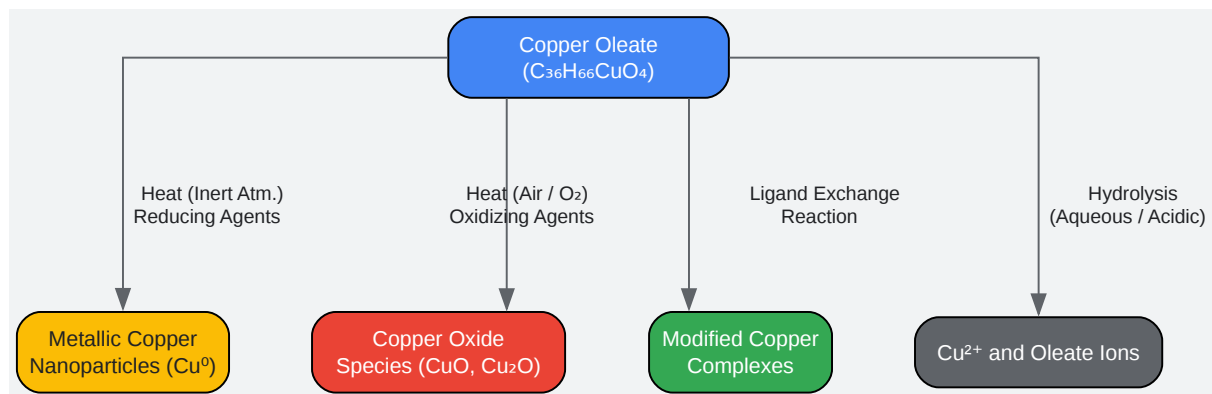 Copper Oleate
(C₃₆H₆₆CuO₄)
Heat (Inert Atm.)
Reducing Agents
Heat (Air / O₂)
Oxidizing Agents
Ligand Exchange
Reaction
Hydrolysis
(Aqueous / Acidic)
Metallic Copper
Nanoparticles (Cu⁰)
Copper Oxide
Species (CuO, Cu₂O)
Modified Copper
Complexes
Cu²⁺ and Oleate Ions